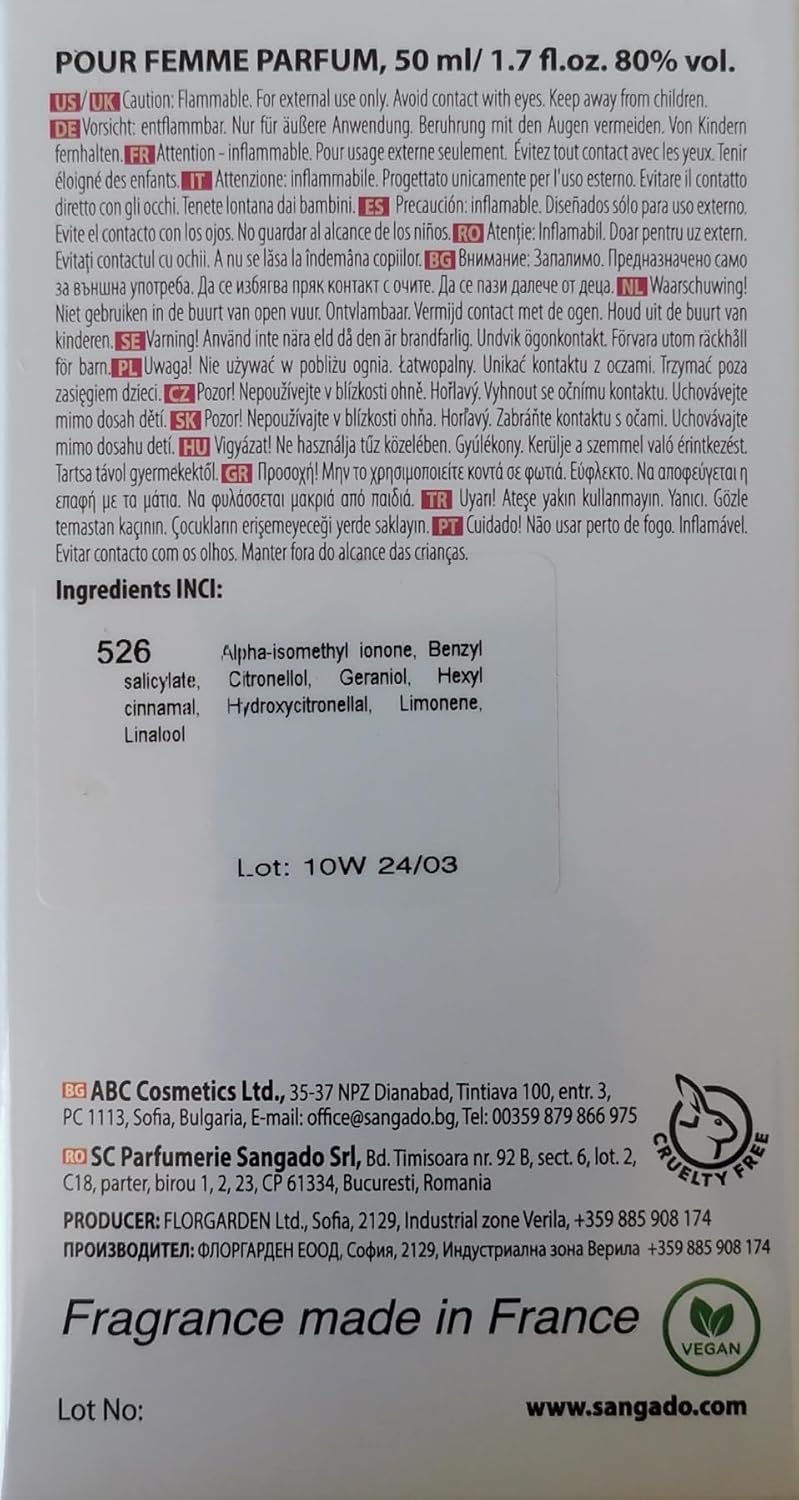 POUR FEMME PARFUM, 50 ml/ 1.7 fl.oz. 80% vol.
US/UK Caution: Flammable. For external use only. Avoid contact with eyes. Keep away from children.
DE Vorsicht: entflammbar. Nur für äußere Anwendung. Beruhrung mit den Augen vermeiden. Von Kindern
fernhalten. FR Attention - inflammable. Pour usage externe seulement. Évitez tout contact avec les yeux. Tenir
éloigné des enfants. IT Attenzione: inflammabile. Progettato unicamente per l'uso esterno. Evitare il contatto
diretto con gli occhi. Tenete lontana dai bambini. ES Precaución: inflamable. Diseñados sólo para uso externo.
Evite el contacto con los ojos. No guardar al alcance de los niños. RO Atenție: Inflamabil. Doar pentru uz extern.
Evitați contactul cu ochii. A nu se lăsa la îndemâna copiilor. BG Внимание: Запалимо. Предназначено само
за външна употреба. Да се избягва пряк контакт с очите. Да се пази далече от деца. NL Waarschuwing!
Niet gebruiken in de buurt van open vuur. Ontvlambaar. Vermijd contact met de ogen. Houd uit de buurt van
kinderen. SE Varning! Använd inte nära eld då den är brandfarlig. Undvik ögonkontakt. Förvara utom räckhåll
för barn. PL Uwaga! Nie używać w pobliżu ognia. Łatwopalny. Unikać kontaktu z oczami. Trzymać poza
zasięgiem dzieci. CZ Pozor! Nepoužívejte v blízkosti ohně. Hořlavý. Vyhnout se očnímu kontaktu. Uchovávejte
mimo dosah dětí. SK Pozor! Nepoužívajte v blízkosti ohňa. Horľavý. Zabráňte kontaktu s očami. Uchovávajte
mimo dosahu detí. HU Vigyázat! Ne használja tűz közelében. Gyúlékony. Kerülje a szemmel való érintkezést.
Tartsa távol gyermekektől. GR Προσοχή! Μην το χρησιμοποιείτε κοντά σε φωτιά. Εύφλεκτο. Να αποφεύγεται η
επαφή με τα μάτια. Να φυλάσσεται μακριά από παιδιά. TR Uyarı! Ateşe yakın kullanmayın. Yanıcı. Gözle
temastan kaçının. Çocukların erişemeyeceği yerde saklayın. PT Cuidado! Não usar perto de fogo. Inflamável.
Evitar contacto com os olhos. Manter fora do alcance das crianças.
Ingredients INCI:
526 Alpha-isomethyl ionone, Benzyl
salicylate, Citronellol, Geraniol, Hexyl
cinnamal, Hydroxycitronellal, Limonene,
Linalool
Lot: 10W 24/03
BG ABC Cosmetics Ltd., 35-37 NPZ Dianabad, Tintiava 100, entr. 3,
PC 1113, Sofia, Bulgaria, E-mail: office@sangado.bg, Tel: 00359 879 866 975
RO SC Parfumerie Sangado Srl, Bd. Timisoara nr. 92 B, sect. 6, lot. 2,
C18, parter, birou 1, 2, 23, CP 61334, Bucuresti, Romania
CRUELTY FREE
PRODUCER: FLORGARDEN Ltd., Sofia, 2129, Industrial zone Verila, +359 885 908 174
ПРОИЗВОДИТЕЛ: ФЛОРГАРДЕН ЕООД, София, 2129, Индустриална зона Верила +359 885 908 174
Fragrance made in France
VEGAN
Lot No:
www.sangado.com